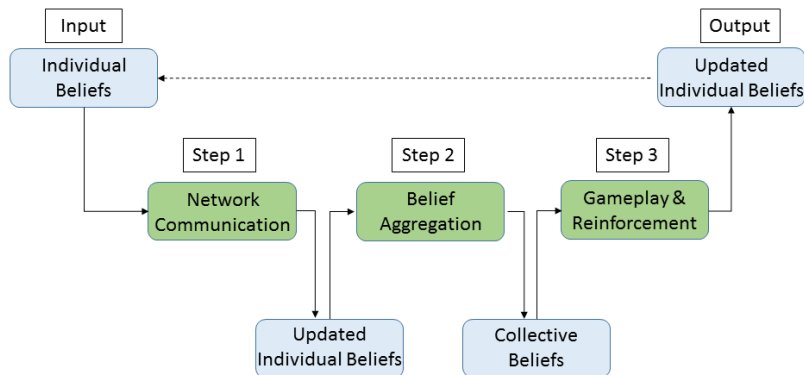 Input
Individual
Beliefs
Output
Updated
Individual Beliefs
Step 1
Network
Communication
Step 2
Belief
Aggregation
Step 3
Gameplay &
Reinforcement
Updated
Individual Beliefs
Collective
Beliefs